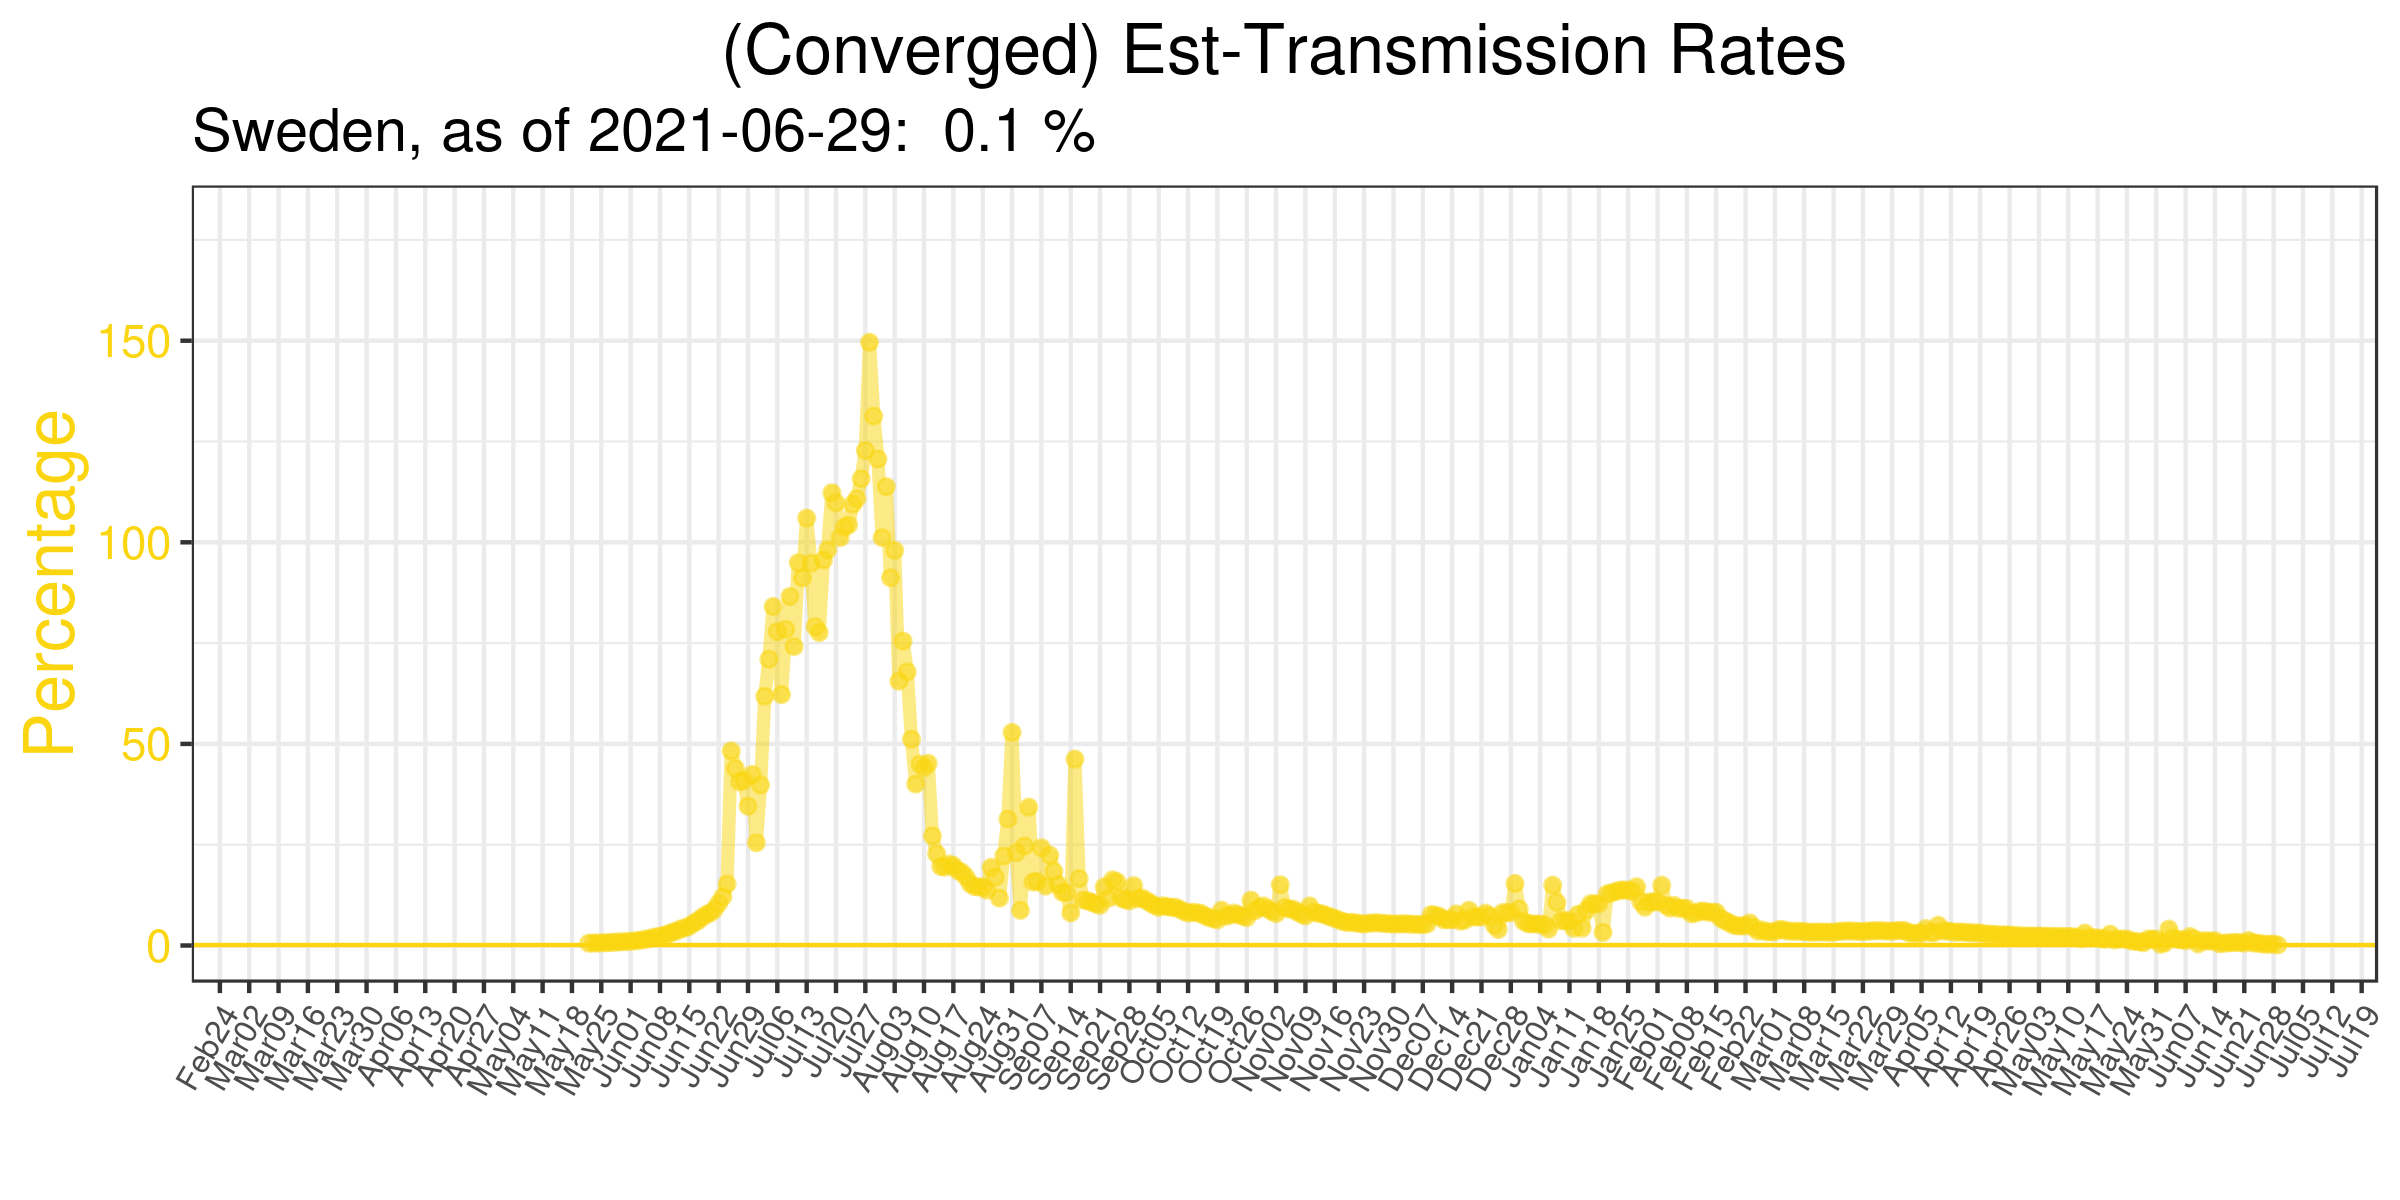 (Converged) Est-Transmission Rates
Sweden, as of 2021-06-29: 0.1 %
Percentage
150
100
50
0
Feb24
Mar02
Mar09
Mar16
Mar23
Mar30
Apr06
Apr13
Apr20
Apr27
May04
May11
May18
May25
Jun01
Jun08
Jun15
Jun22
Jun29
Jul06
Jul13
Jul20
Jul27
Aug03
Aug10
Aug17
Aug24
Aug31
Sep07
Sep14
Sep21
Sep28
Oct05
Oct12
Oct19
Oct26
Nov02
Nov09
Nov16
Nov23
Nov30
Dec07
Dec14
Dec21
Dec28
Jan04
Jan11
Jan18
Jan25
Feb01
Feb08
Feb15
Feb22
Mar01
Mar08
Mar15
Mar22
Mar29
Apr05
Apr12
Apr19
Apr26
May03
May10
May17
May24
May31
May07
Jun14
Jun21
Jun28
Jul05
Jul12
Jul19